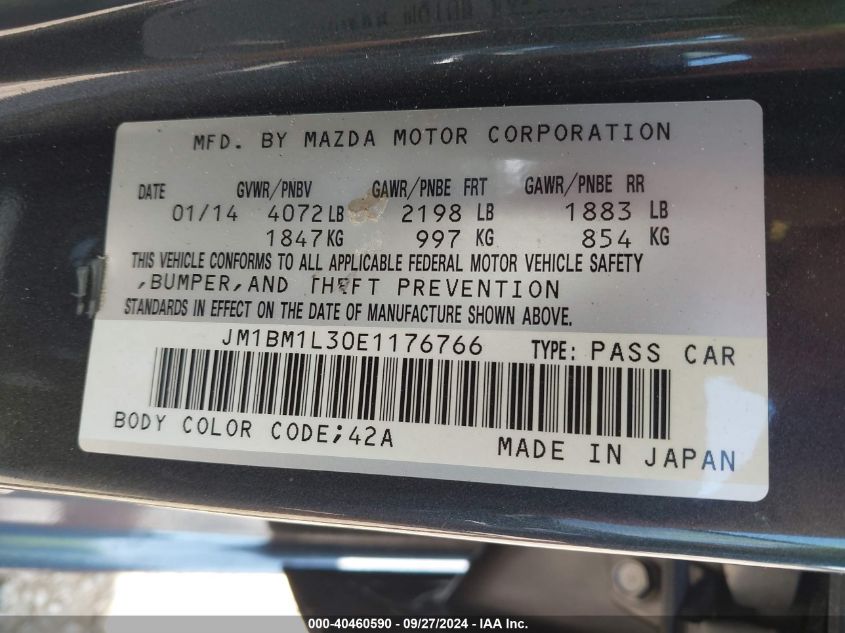 MFD. BY MAZDA MOTOR CORPORATION
DATE GVWR/PNBV GAWR/PNBE FRT GAWR/PNBE RR
01/14 4072 LB 2198 LB 1883 LB
1847 KG 997 KG 854 KG
THIS VEHICLE CONFORMS TO ALL APPLICABLE FEDERAL MOTOR VEHICLE SAFETY
,BUMPER,AND THEFT PREVENTION
STANDARDS IN EFFECT ON THE DATE OF MANUFACTURE SHOWN ABOVE.
JM1BM1L30E1176766 TYPE: PASS CAR
BODY COLOR CODE;42A MADE IN JAPAN
000-40460590 - 09/27/2024 - IAA Inc.